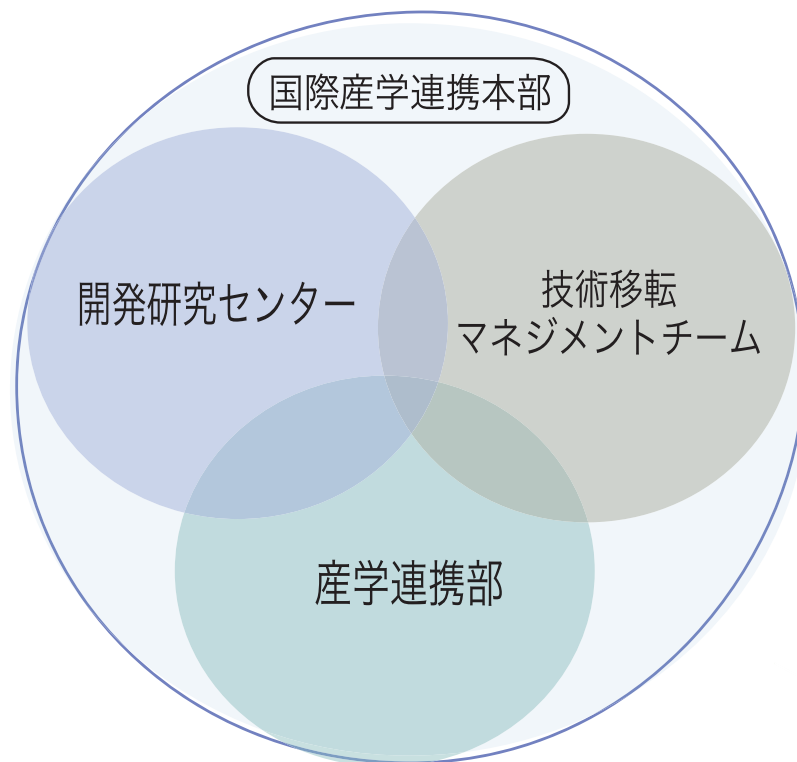 国際産学連携本部
開発研究センター
技術移転
マネジメントチーム
産学連携部